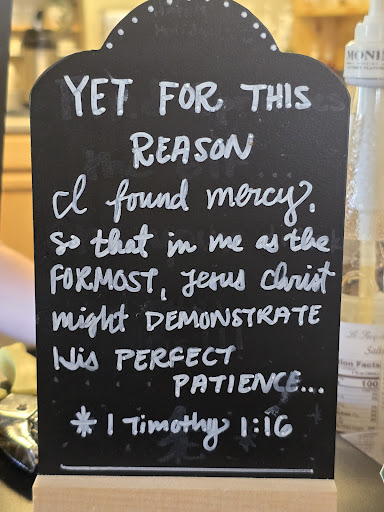 YET FOR THIS
REASON
I found mercy,
so that in me as the
FORMOST, Jesus Christ
might DEMONSTRATE
His PERFECT
PATIENCE...
* 1 Timothy 1:16
MONIN